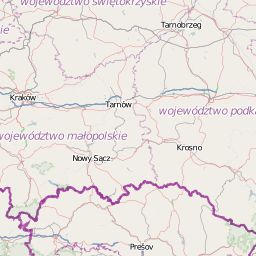 województwo świętokrzyskie
Tarnobrzeg
Kraków
Tarnów
województwo podka
województwo małopolskie
Krosno
Nowy Sącz
Prešov